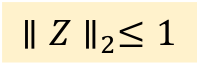 ‖ Z ‖₂≤ 1